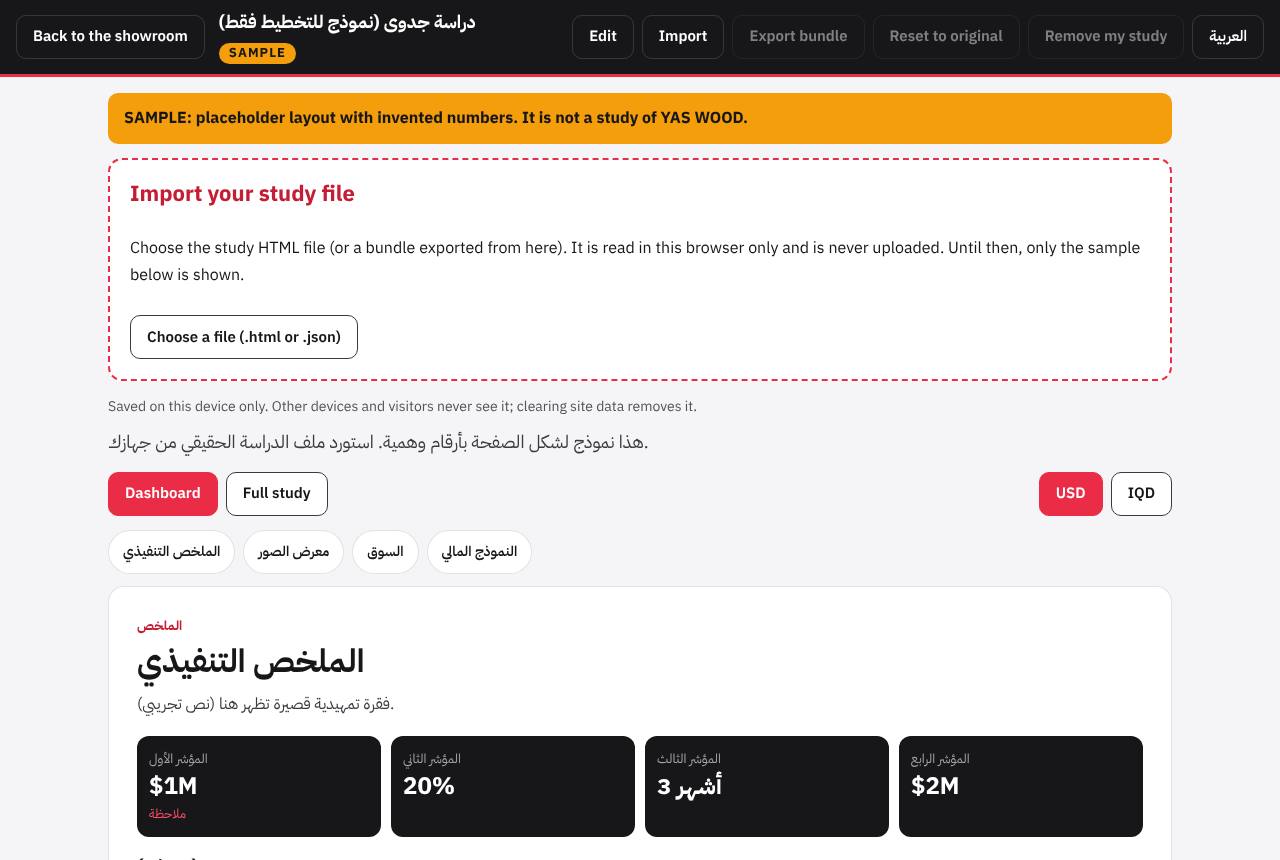 Back to the showroom
دراسة جدوى (نموذج للتخطيط فقط)
SAMPLE
Edit
Import
Export bundle
Reset to original
Remove my study
العربية
SAMPLE: placeholder layout with invented numbers. It is not a study of YAS WOOD.
Import your study file
Choose the study HTML file (or a bundle exported from here). It is read in this browser only and is never uploaded. Until then, only the sample
below is shown.
Choose a file (.html or .json)
Saved on this device only. Other devices and visitors never see it; clearing site data removes it.
هذا نموذج لشكل الصفحة بأرقام وهمية. استورد ملف الدراسة الحقيقي من جهازك.
Dashboard
Full study
USD
IQD
الملخص التنفيذي
معرض الصور
السوق
النموذج المالي
الملخص
الملخص التنفيذي
فقرة تمهيدية قصيرة تظهر هنا (نص تجريبي).
المؤشر الأول
$1M
ملاحظة
المؤشر الثاني
20%
المؤشر الثالث
3 أشهر
المؤشر الرابع
$2M